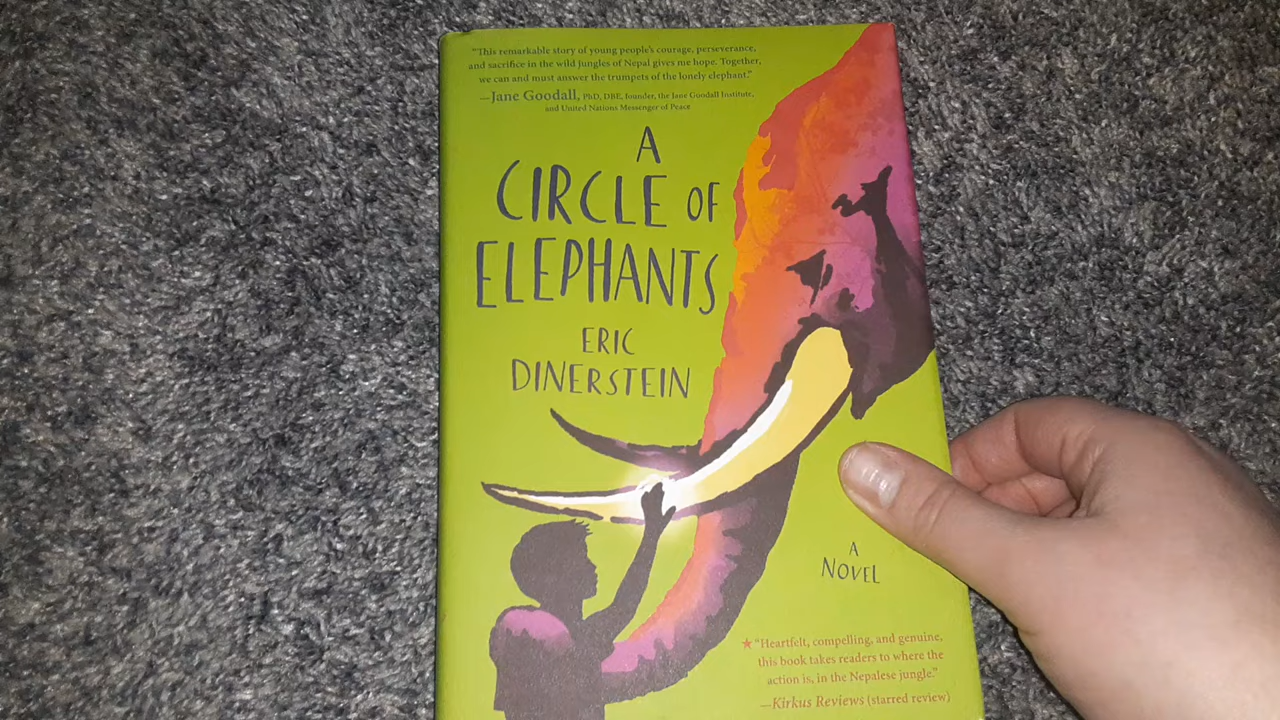 "This remarkable story of young people's courage, perseverance,
and sacrifice in the wild jungles of Nepal gives me hope. Together,
we can and must answer the trumpets of the lonely elephant."
—Jane Goodall, PhD, DBE, founder, the Jane Goodall Institute,
and United Nations Messenger of Peace
A
CIRCLE OF
ELEPHANTS
ERIC
DINERSTEIN
A
NOVEL
★ "Heartfelt, compelling, and genuine,
this book takes readers to where the
action is, in the Nepalese jungle."
—Kirkus Reviews (starred review)